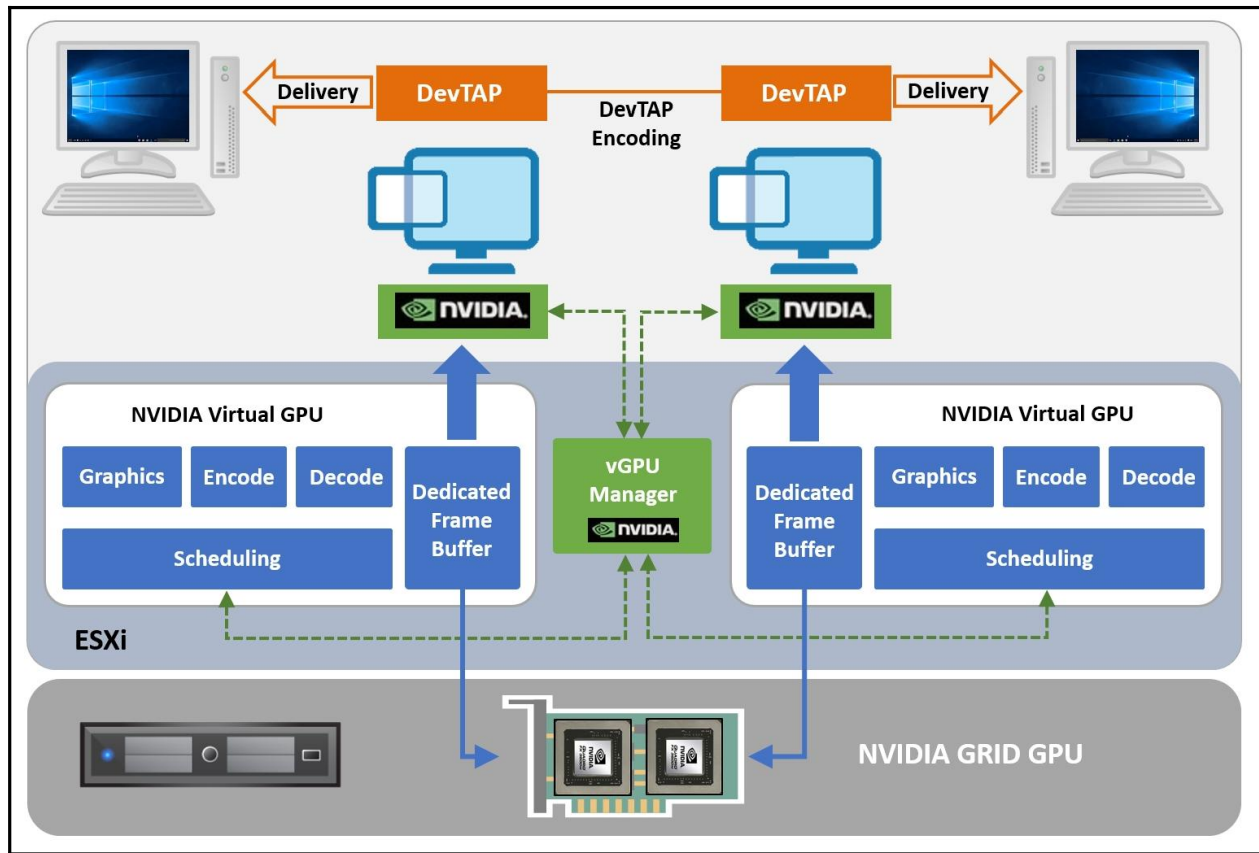 Delivery
DevTAP
DevTAP
Encoding
DevTAP
Delivery
NVIDIA.
NVIDIA.
NVIDIA Virtual GPU
Graphics
Encode
Decode
Scheduling
Dedicated
Frame
Buffer
vGPU
Manager
NVIDIA.
NVIDIA Virtual GPU
Dedicated
Frame
Buffer
Graphics
Encode
Decode
Scheduling
ESXi
NVIDIA GRID GPU